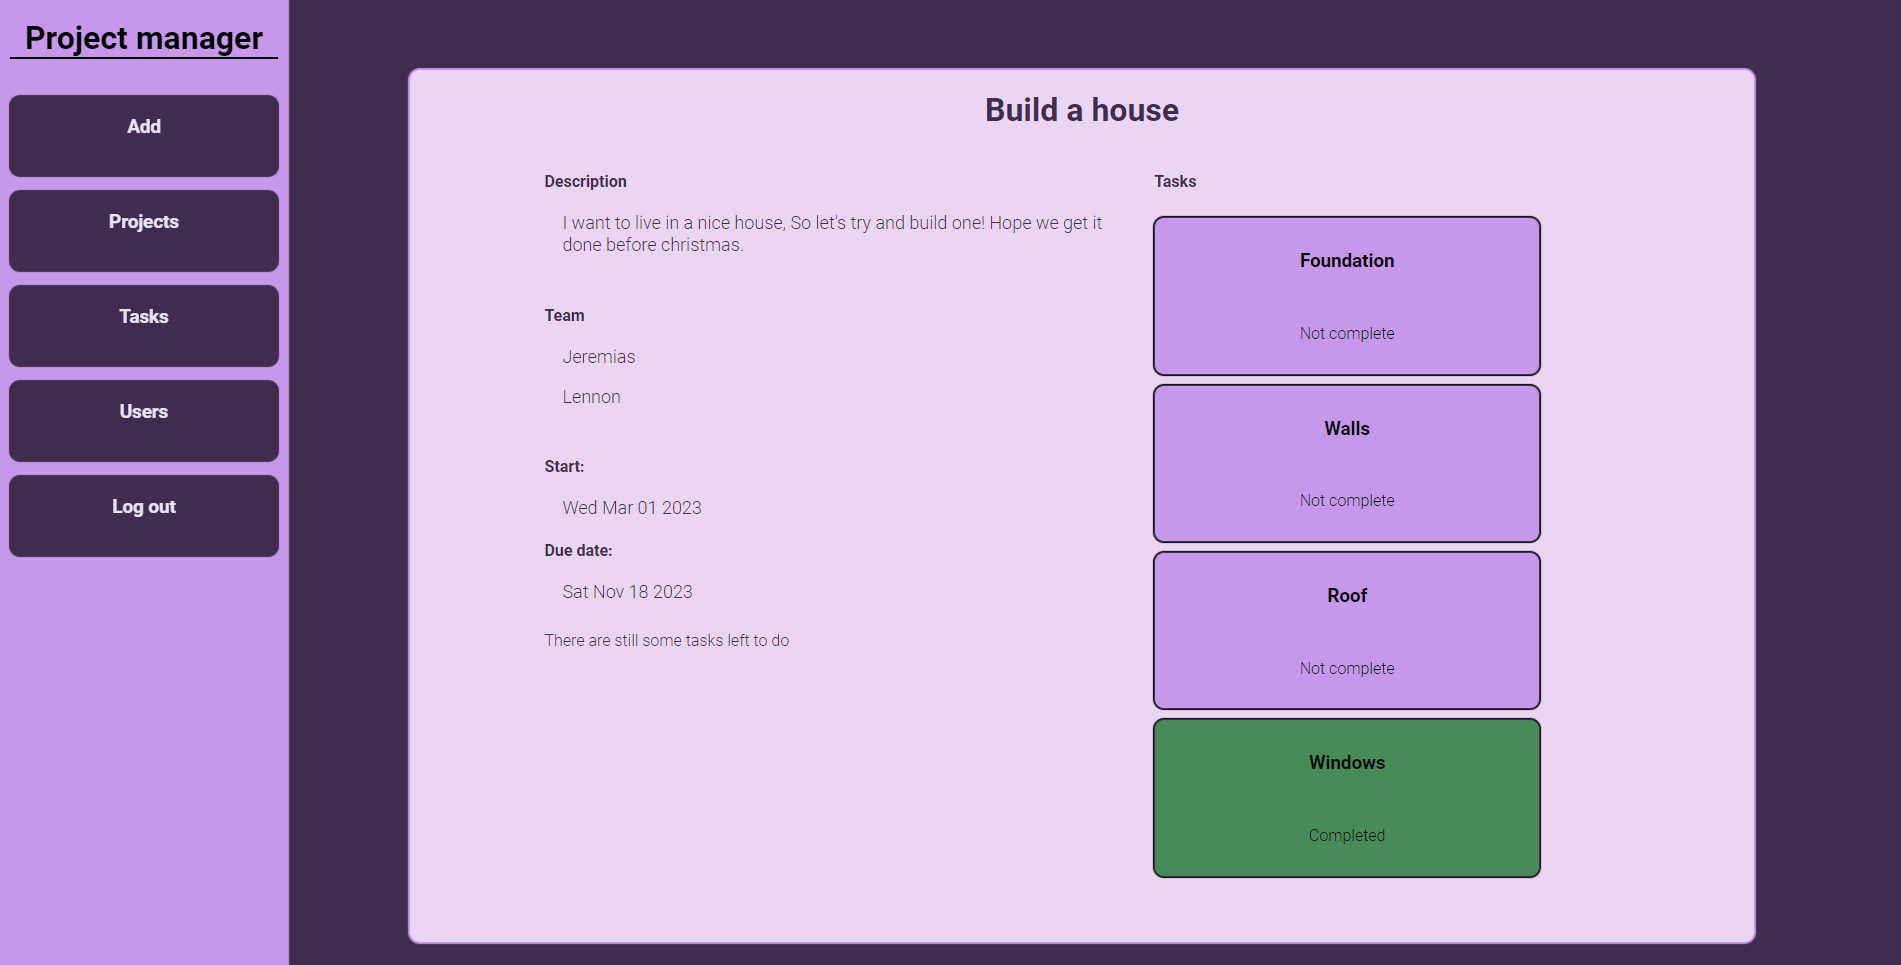 Project manager
Add
Projects
Tasks
Users
Log out
Build a house
Description
I want to live in a nice house, So let's try and build one! Hope we get it
done before christmas.
Team
Jeremias
Lennon
Start:
Wed Mar 01 2023
Due date:
Sat Nov 18 2023
There are still some tasks left to do
Tasks
Foundation
Not complete
Walls
Not complete
Roof
Not complete
Windows
Completed